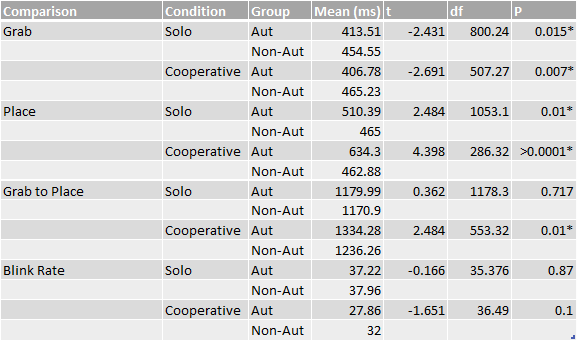 Comparison Condition Group Mean (ms) t df P
Grab Solo Aut 413.51 -2.431 800.24 0.015*
Non-Aut 454.55
Cooperative Aut 406.78 -2.691 507.27 0.007*
Non-Aut 465.23
Place Solo Aut 510.39 2.484 1053.1 0.01*
Non-Aut 465
Cooperative Aut 634.3 4.398 286.32 >0.0001*
Non-Aut 462.88
Grab to Place Solo Aut 1179.99 0.362 1178.3 0.717
Non-Aut 1170.9
Cooperative Aut 1334.28 2.484 553.32 0.01*
Non-Aut 1236.26
Blink Rate Solo Aut 37.22 -0.166 35.376 0.87
Non-Aut 37.96
Cooperative Aut 27.86 -1.651 36.49 0.1
Non-Aut 32